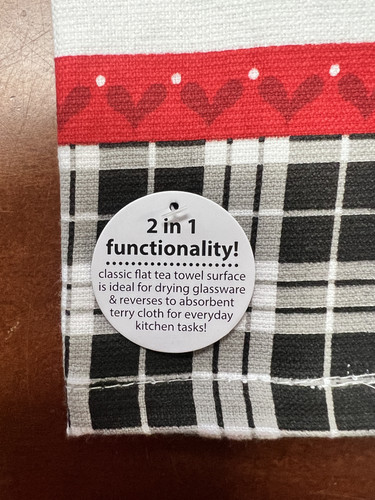 2 in 1
functionality!
classic flat tea towel surface
is ideal for drying glassware
& reverses to absorbent
terry cloth for everyday
kitchen tasks!